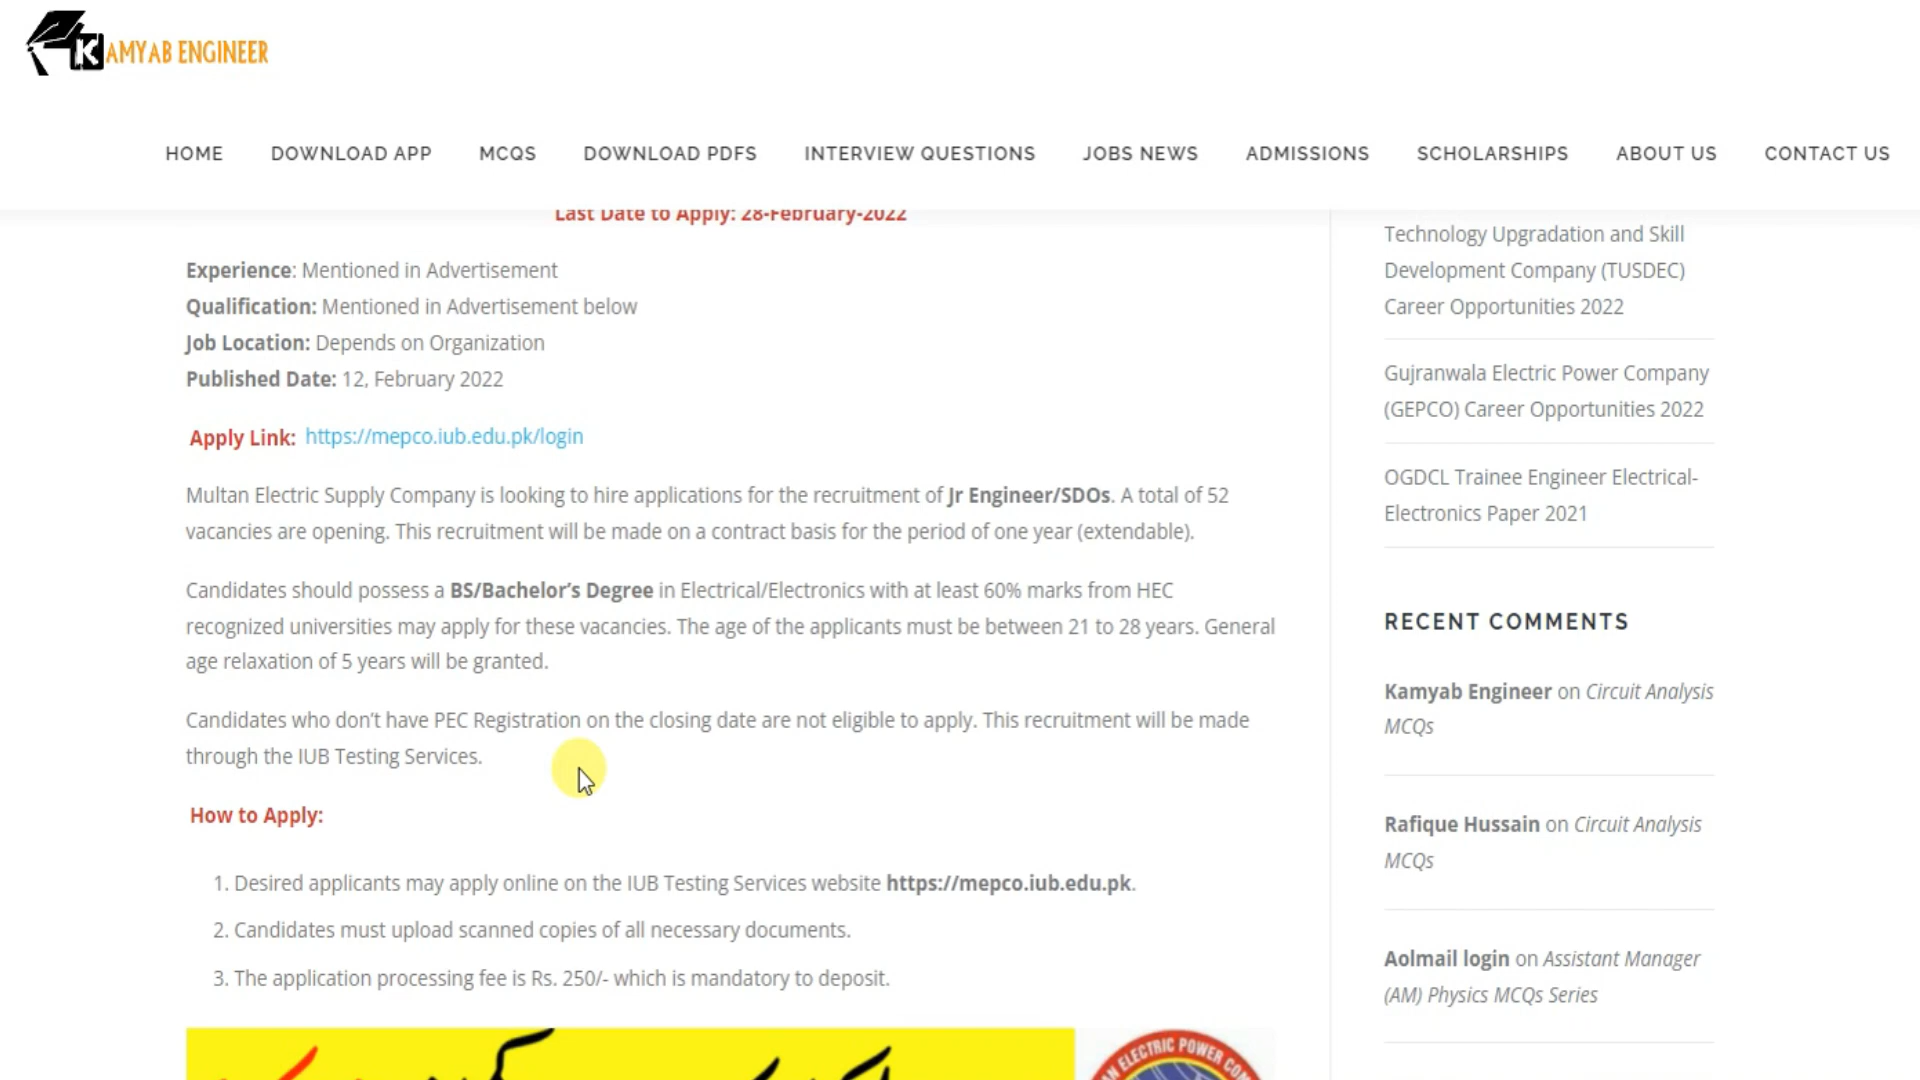 KAMYAB ENGINEER
HOME DOWNLOAD APP MCQS DOWNLOAD PDFS INTERVIEW QUESTIONS JOBS NEWS ADMISSIONS SCHOLARSHIPS ABOUT US CONTACT US
Last Date to Apply: 28-February-2022
Experience: Mentioned in Advertisement
Qualification: Mentioned in Advertisement below
Job Location: Depends on Organization
Published Date: 12, February 2022
Apply Link: https://mepco.iub.edu.pk/login
Multan Electric Supply Company is looking to hire applications for the recruitment of Jr Engineer/SDOs. A total of 52
vacancies are opening. This recruitment will be made on a contract basis for the period of one year (extendable).
Candidates should possess a BS/Bachelor's Degree in Electrical/Electronics with at least 60% marks from HEC
recognized universities may apply for these vacancies. The age of the applicants must be between 21 to 28 years. General
age relaxation of 5 years will be granted.
Candidates who don't have PEC Registration on the closing date are not eligible to apply. This recruitment will be made
through the IUB Testing Services.
How to Apply:
1. Desired applicants may apply online on the IUB Testing Services website https://mepco.iub.edu.pk.
2. Candidates must upload scanned copies of all necessary documents.
3. The application processing fee is Rs. 250/- which is mandatory to deposit.
ELECTRIC POWER
Technology Upgradation and Skill
Development Company (TUSDEC)
Career Opportunities 2022
Gujranwala Electric Power Company
(GEPCO) Career Opportunities 2022
OGDCL Trainee Engineer Electrical-
Electronics Paper 2021
RECENT COMMENTS
Kamyab Engineer on Circuit Analysis
MCQs
Rafique Hussain on Circuit Analysis
MCQs
Aolmail login on Assistant Manager
(AM) Physics MCQs Series